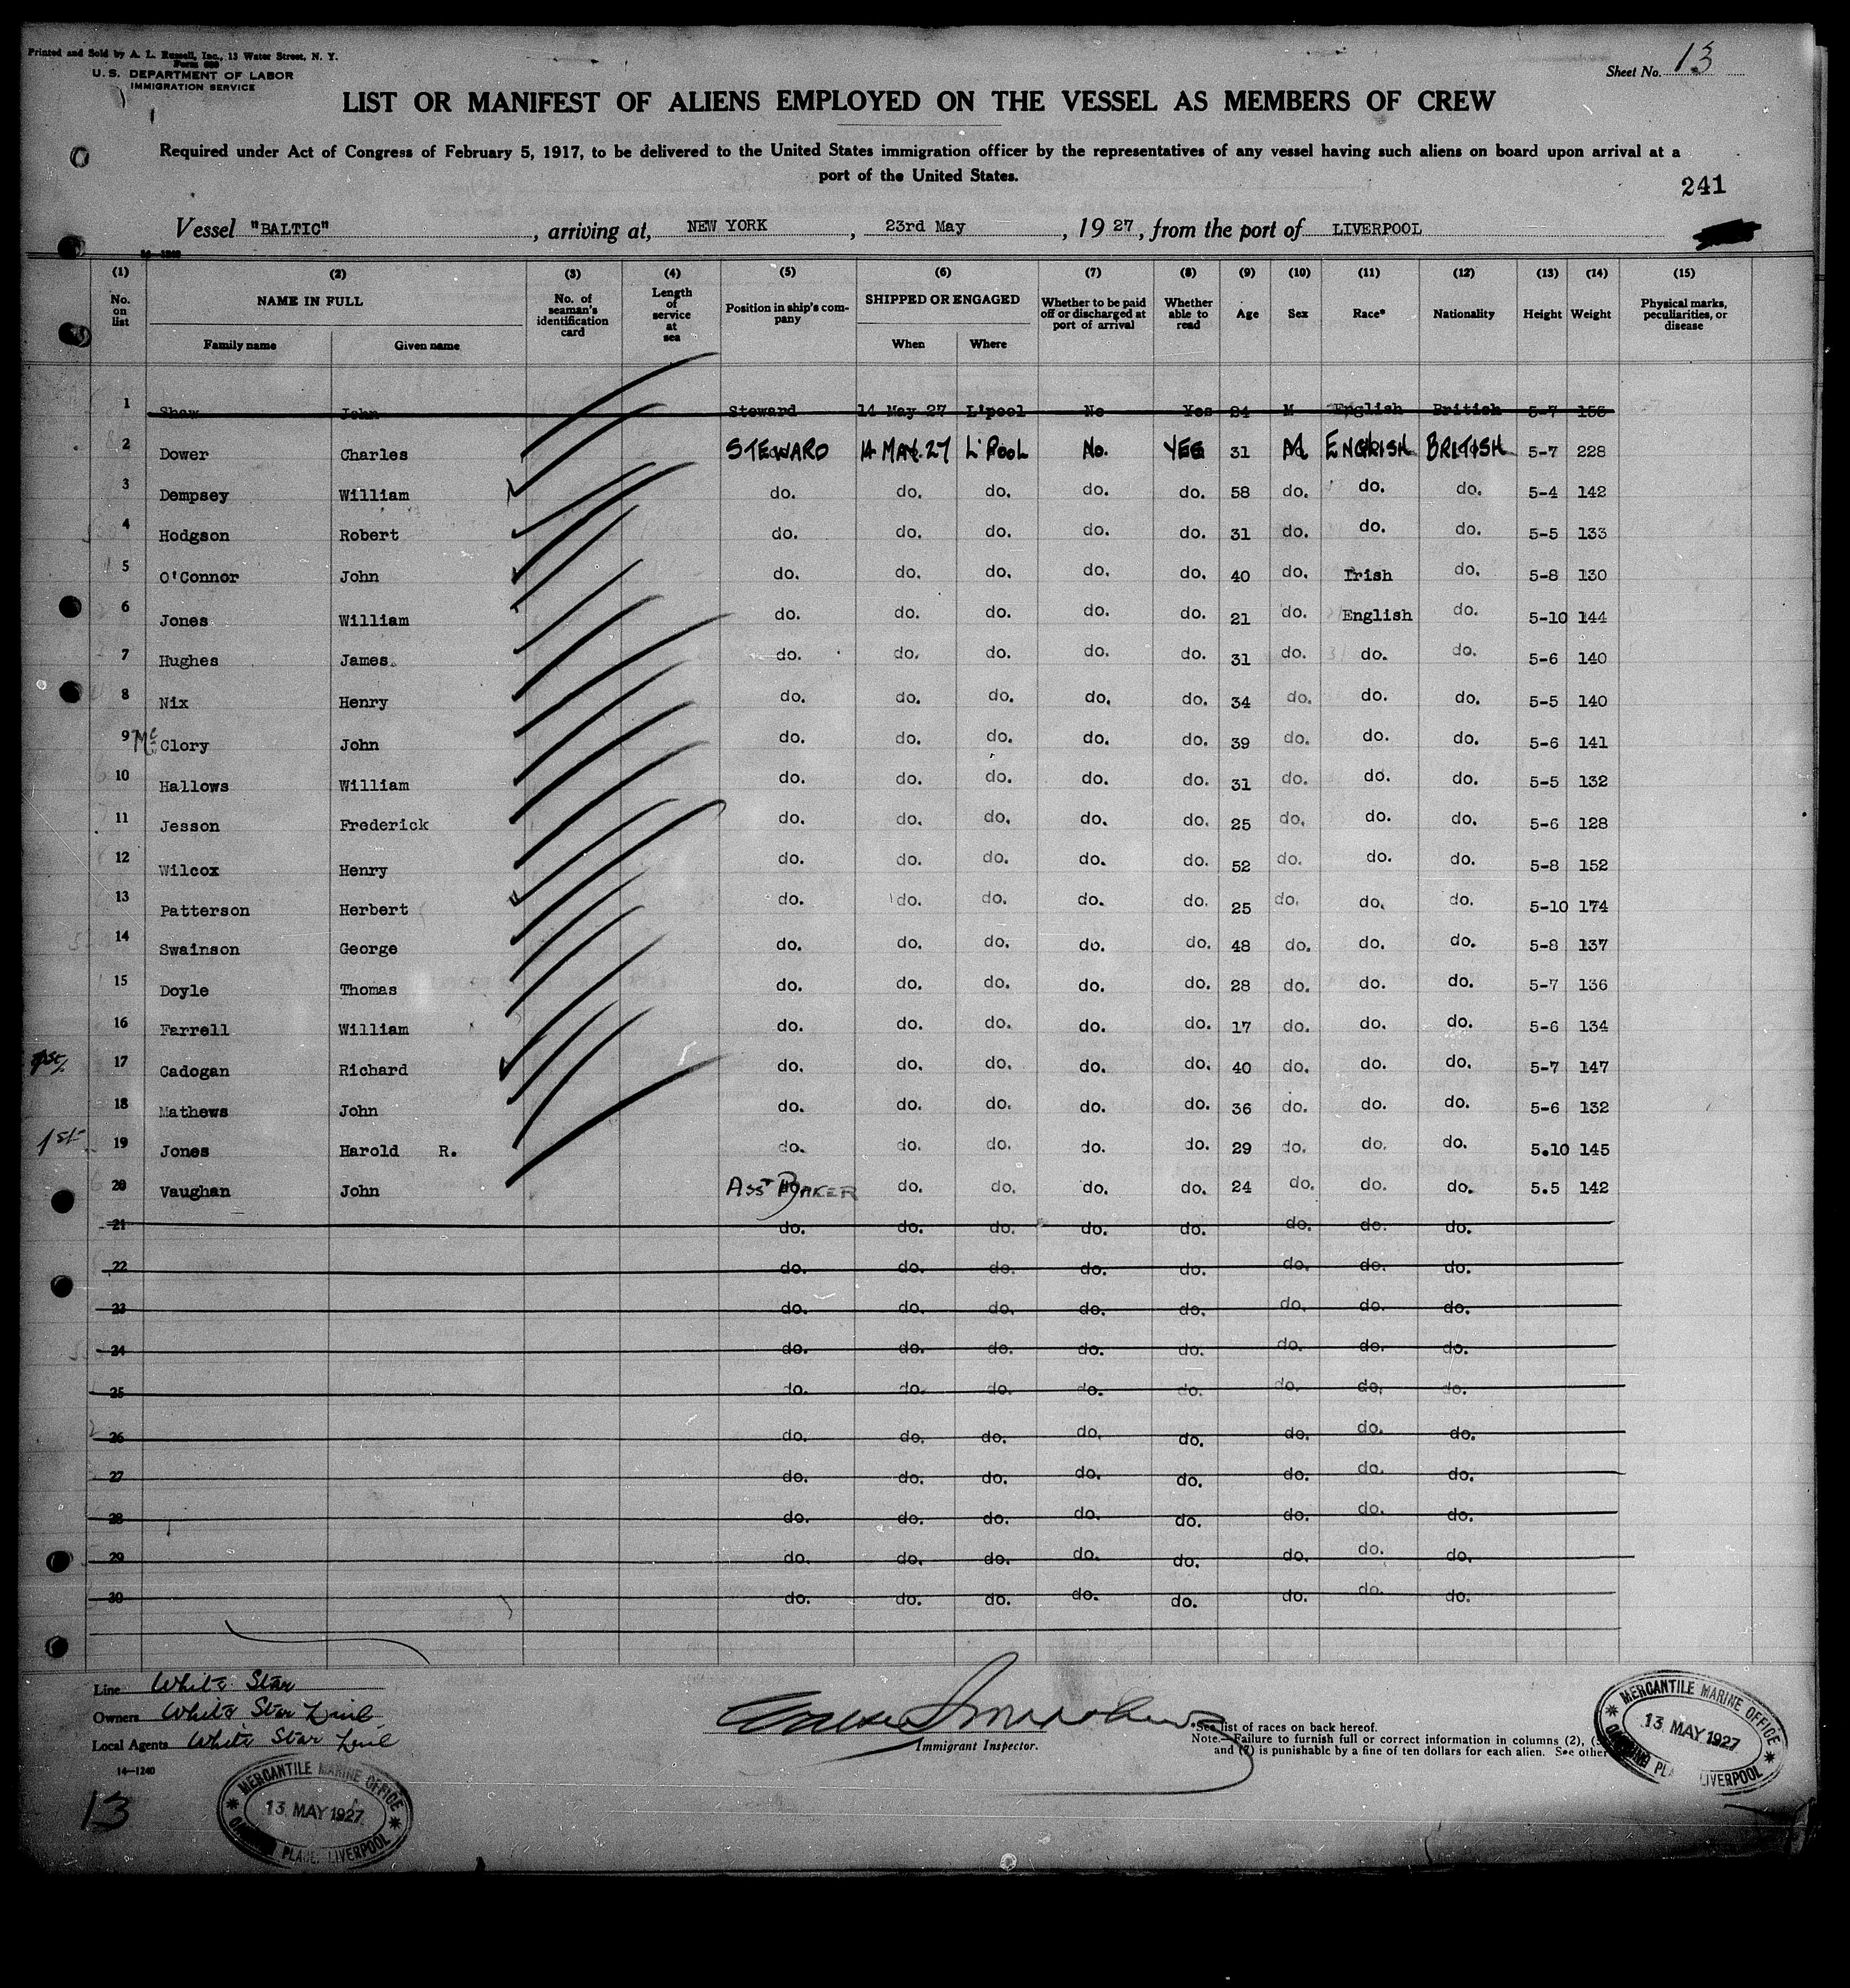 Printed and Sold by A. L. Russell, Inc., 13 Water Street, N. Y.
Form 680
U. S. DEPARTMENT OF LABOR
IMMIGRATION SERVICE
Sheet No. 13
LIST OR MANIFEST OF ALIENS EMPLOYED ON THE VESSEL AS MEMBERS OF CREW
Required under Act of Congress of February 5, 1917, to be delivered to the United States immigration officer by the representatives of any vessel having such aliens on board upon arrival at a
port of the United States.
241
Vessel "BALTIC", arriving at, NEW YORK, 23rd May, 1927, from the port of LIVERPOOL
14—1240
(1) (2) (3) (4) (5) (6) (7) (8) (9) (10) (11) (12) (13) (14) (15)
No. on list NAME IN FULL Family name Given name No. of seaman's identification card Length of service at sea Position in ship's company SHIPPED OR ENGAGED When Where Whether to be paid off or discharged at port of arrival Whether able to read Age Sex Race* Nationality Height Weight Physical marks, peculiarities, or disease
1 Shaw John Steward 14 May 27 L'pool No Yes 24 M English British 5-7 156
2 Dower Charles STEWARD 14 MAY. 27 L'POOL No. YES 31 M ENGLISH BRITISH 5-7 228
3 Dempsey William do. do. do. do. do. 58 do. do. do. 5-4 142
4 Hodgson Robert do. do. do. do. do. 31 do. do. do. 5-5 133
5 O'Connor John do. do. do. do. do. 40 do. Irish do. 5-8 130
6 Jones William do. do. do. do. do. 21 do. English do. 5-10 144
7 Hughes James. do. do. do. do. do. 31 do. do. do. 5-6 140
8 Nix Henry do. do. do. do. do. 34 do. do. do. 5-5 140
9 Mc Clory John do. do. do. do. do. 39 do. do. do. 5-6 141
10 Hallows William do. do. do. do. do. 31 do. do. do. 5-5 132
11 Jesson Frederick do. do. do. do. do. 25 do. do. do. 5-6 128
12 Wilcox Henry do. do. do. do. do. 52 do. do. do. 5-8 152
13 Patterson Herbert do. do. do. do. do. 25 do. do. do. 5-10 174
14 Swainson George do. do. do. do. do. 48 do. do. do. 5-8 137
15 Doyle Thomas do. do. do. do. do. 28 do. do. do. 5-7 136
16 Farrell William do. do. do. do. do. 17 do. do. do. 5-6 134
1st 17 Cadogan Richard do. do. do. do. do. 40 do. do. do. 5-7 147
18 Mathews John do. do. do. do. do. 36 do. do. do. 5-6 132
1st 19 Jones Harold R. do. do. do. do. do. 29 do. do. do. 5.10 145
20 Vaughan John Asst BAKER do. do. do. do. 24 do. do. do. 5.5 142
21 do. do. do. do. do. do. do. do.
22 do. do. do. do. do. do. do. do.
23 do. do. do. do. do. do. do. do.
24 do. do. do. do. do. do. do. do.
25 do. do. do. do. do. do. do. do.
26 do. do. do. do. do. do. do. do.
27 do. do. do. do. do. do. do. do.
28 do. do. do. do. do. do. do. do.
29 do. do. do. do. do. do. do. do.
30 do. do. do. do. do. do. do. do.
Line White Star
Owners White Star Line
Local Agents White Star Line
14—1240
Immigrant Inspector.
*See list of races on back hereof.
Note.—Failure to furnish full or correct information in columns (2),
and (7) is punishable by a fine of ten dollars for each alien. See other
13
MERCANTILE MARINE OFFICE
13 MAY 1927
PLACE, LIVERPOOL
MERCANTILE MARINE OFFICE
13 MAY 1927
LIVERPOOL